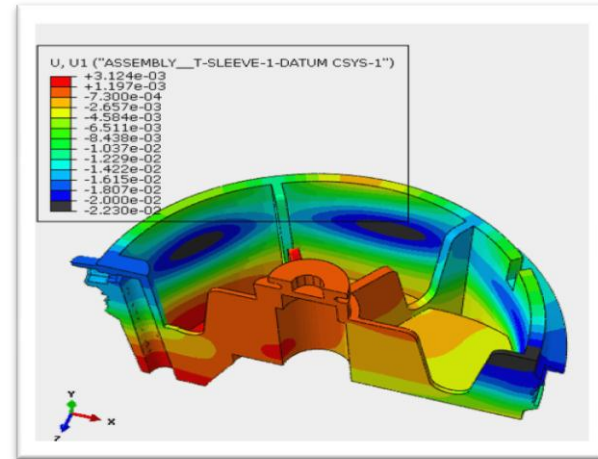 U, U1 ("ASSEMBLY__T-SLEEVE-1-DATUM CSYS-1")
+3.124e-03
+1.197e-03
-7.300e-04
-2.657e-03
-4.584e-03
-6.511e-03
-8.438e-03
-1.037e-02
-1.229e-02
-1.422e-02
-1.615e-02
-1.807e-02
-2.000e-02
-2.230e-02
Y
X
Z